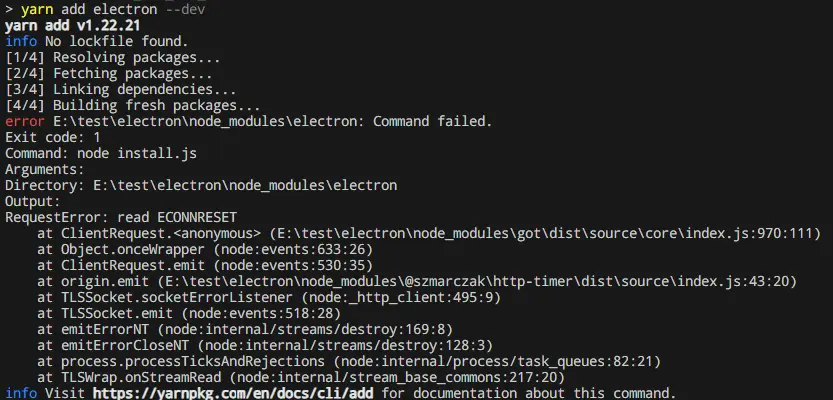 > yarn add electron --dev
yarn add v1.22.21
info No lockfile found.
[1/4] Resolving packages...
[2/4] Fetching packages...
[3/4] Linking dependencies...
[4/4] Building fresh packages...
error E:\test\electron\node_modules\electron: Command failed.
Exit code: 1
Command: node install.js
Arguments:
Directory: E:\test\electron\node_modules\electron
Output:
RequestError: read ECONNRESET
    at ClientRequest.<anonymous> (E:\test\electron\node_modules\got\dist\source\core\index.js:970:111)
    at Object.onceWrapper (node:events:633:26)
    at ClientRequest.emit (node:events:530:35)
    at origin.emit (E:\test\electron\node_modules\@szmarczak\http-timer\dist\source\index.js:43:20)
    at TLSSocket.socketErrorListener (node:_http_client:495:9)
    at TLSSocket.emit (node:events:518:28)
    at emitErrorNT (node:internal/streams/destroy:169:8)
    at emitErrorCloseNT (node:internal/streams/destroy:128:3)
    at process.processTicksAndRejections (node:internal/process/task_queues:82:21)
    at TLSWrap.onStreamRead (node:internal/stream_base_commons:217:20)
info Visit https://yarnpkg.com/en/docs/cli/add for documentation about this command.